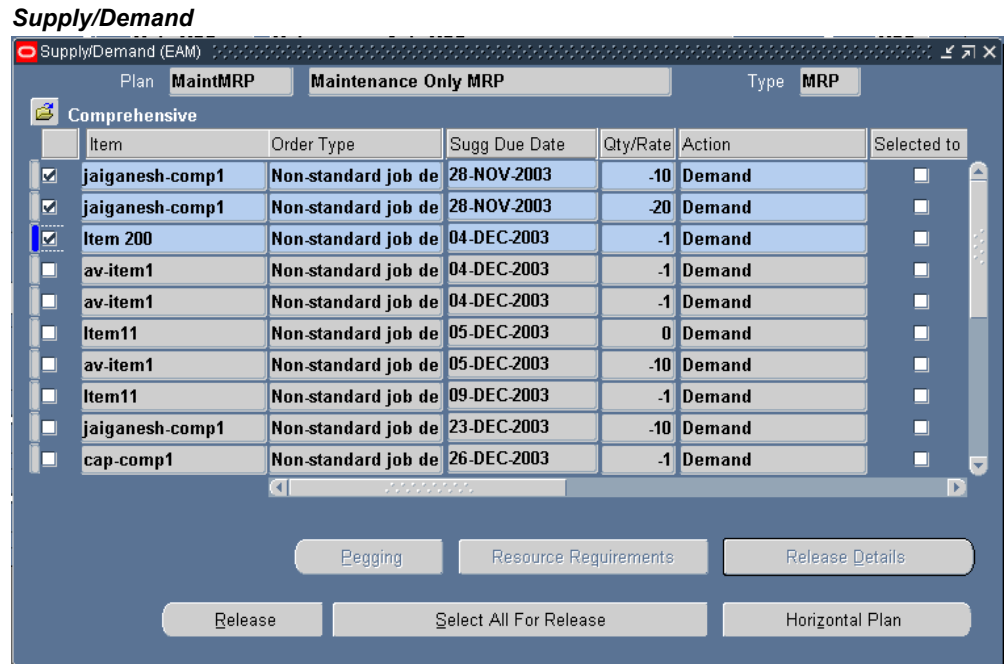 Supply/Demand
Supply/Demand (EAM)
Plan MaintMRP Maintenance Only MRP Type MRP
Comprehensive
Item Order Type Sugg Due Date Qty/Rate Action Selected to
jaiganesh-comp1 Non-standard job de 28-NOV-2003 -10 Demand
jaiganesh-comp1 Non-standard job de 28-NOV-2003 -20 Demand
Item 200 Non-standard job de 04-DEC-2003 -1 Demand
av-item1 Non-standard job de 04-DEC-2003 -1 Demand
av-item1 Non-standard job de 04-DEC-2003 -1 Demand
Item11 Non-standard job de 05-DEC-2003 0 Demand
av-item1 Non-standard job de 05-DEC-2003 -10 Demand
Item11 Non-standard job de 09-DEC-2003 -1 Demand
jaiganesh-comp1 Non-standard job de 23-DEC-2003 -10 Demand
cap-comp1 Non-standard job de 26-DEC-2003 -1 Demand
Pegging Resource Requirements Release Details
Release Select All For Release Horizontal Plan